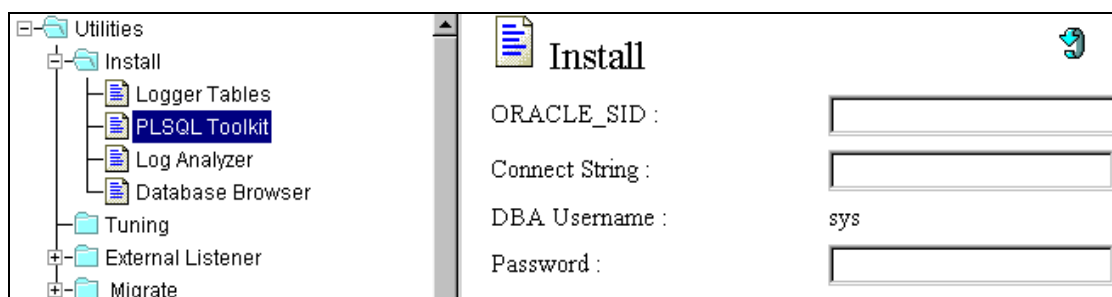 Utilities
Install
Logger Tables
PLSQL Toolkit
Log Analyzer
Database Browser
Tuning
External Listener
Migrate
Install
ORACLE_SID :
Connect String :
DBA Username : sys
Password :